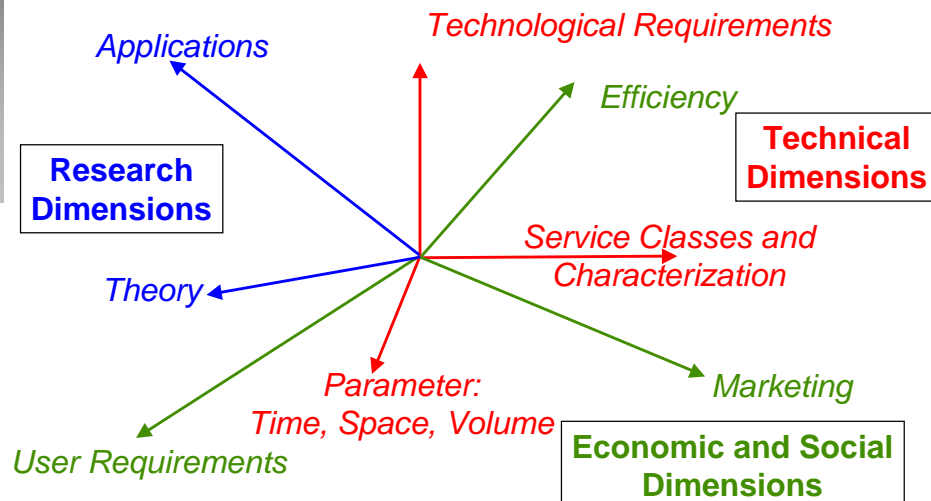 Technological Requirements
Applications
Efficiency
Technical
Dimensions
Research
Dimensions
Service Classes and
Characterization
Theory
Parameter:
Time, Space, Volume
Marketing
User Requirements
Economic and Social
Dimensions